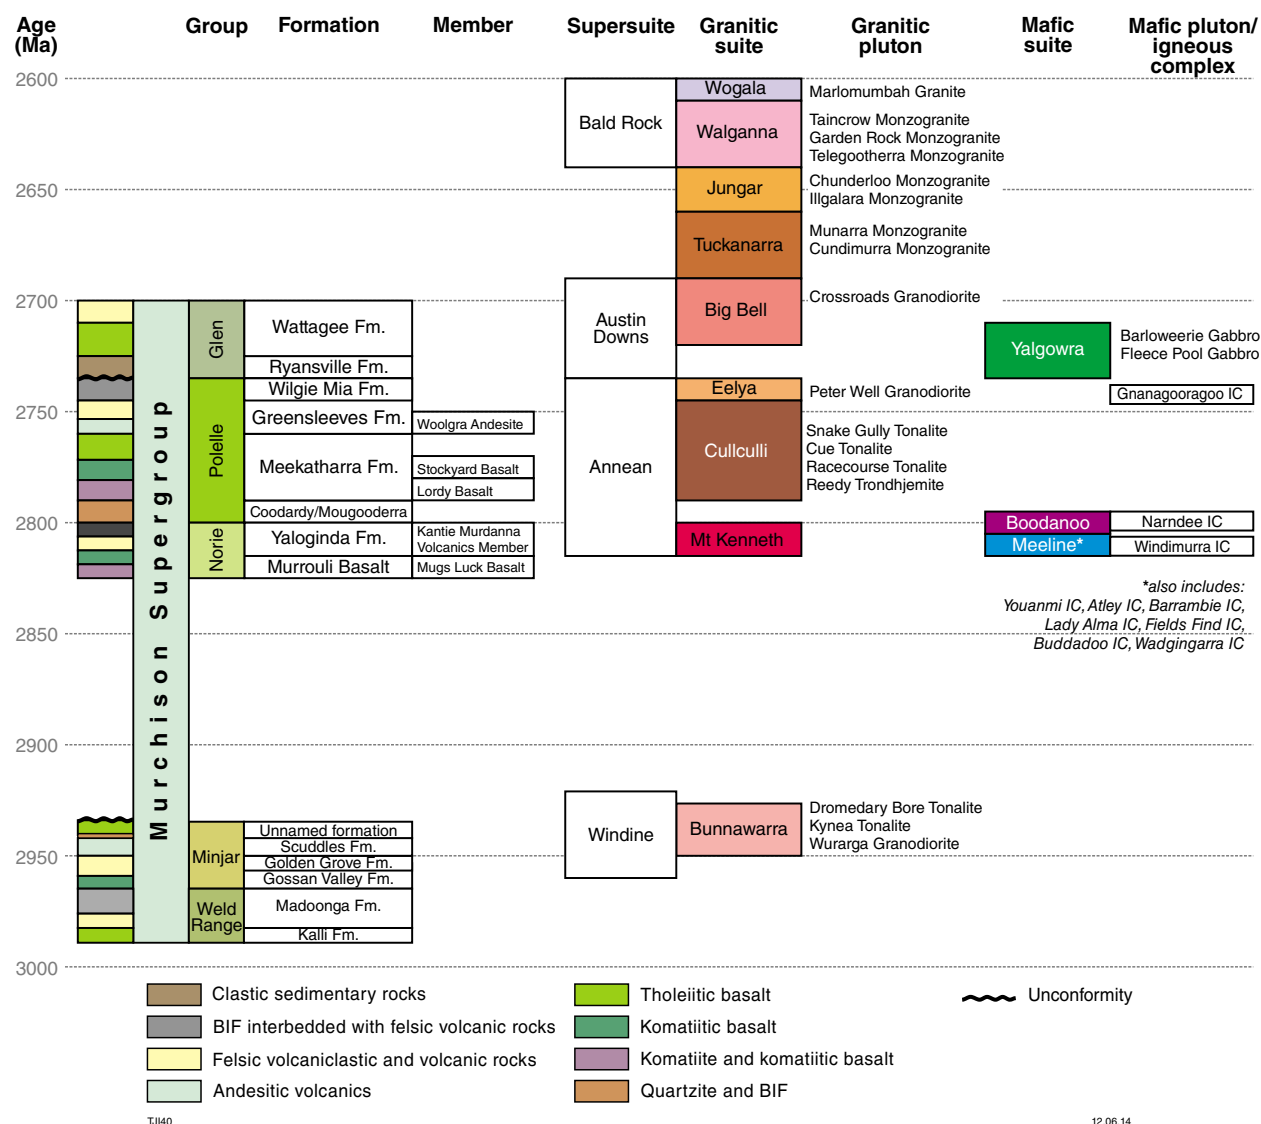 Age
(Ma)
Group
Formation
Member
Supersuite
Granitic
suite
Granitic
pluton
Mafic
suite
Mafic pluton/
igneous
complex
2600
2650
2700
2750
2800
2850
2900
2950
3000
Murchison Supergroup
Glen
Polelle
Norie
Minjar
Weld
Range
Wattagee Fm.
Ryansville Fm.
Wilgie Mia Fm.
Greensleeves Fm.
Meekatharra Fm.
Coodardy/Mougooderra
Yaloginda Fm.
Murrouli Basalt
Unnamed formation
Scuddles Fm.
Golden Grove Fm.
Gossan Valley Fm.
Madoonga Fm.
Kalli Fm.
Woolgra Andesite
Stockyard Basalt
Lordy Basalt
Kantie Murdanna
Volcanics Member
Mugs Luck Basalt
Bald Rock
Austin
Downs
Annean
Windine
Wogala
Walganna
Jungar
Tuckanarra
Big Bell
Eelya
Cullculli
Mt Kenneth
Bunnawarra
Marlomumbah Granite
Taincrow Monzogranite
Garden Rock Monzogranite
Telegootherra Monzogranite
Chunderloo Monzogranite
Illgalara Monzogranite
Munarra Monzogranite
Cundimurra Monzogranite
Crossroads Granodiorite
Peter Well Granodiorite
Snake Gully Tonalite
Cue Tonalite
Racecourse Tonalite
Reedy Trondhjemite
Dromedary Bore Tonalite
Kynea Tonalite
Wurarga Granodiorite
Yalgowra
Boodanoo
Meeline*
Barloweerie Gabbro
Fleece Pool Gabbro
Gnanagooragoo IC
Narndee IC
Windimurra IC
*also includes:
Youanmi IC, Atley IC, Barrambie IC,
Lady Alma IC, Fields Find IC,
Buddadoo IC, Wadgingarra IC
Clastic sedimentary rocks
BIF interbedded with felsic volcanic rocks
Felsic volcaniclastic and volcanic rocks
Andesitic volcanics
Tholeiitic basalt
Komatiitic basalt
Komatiite and komatiitic basalt
Quartzite and BIF
Unconformity
TJI40
12.06.14